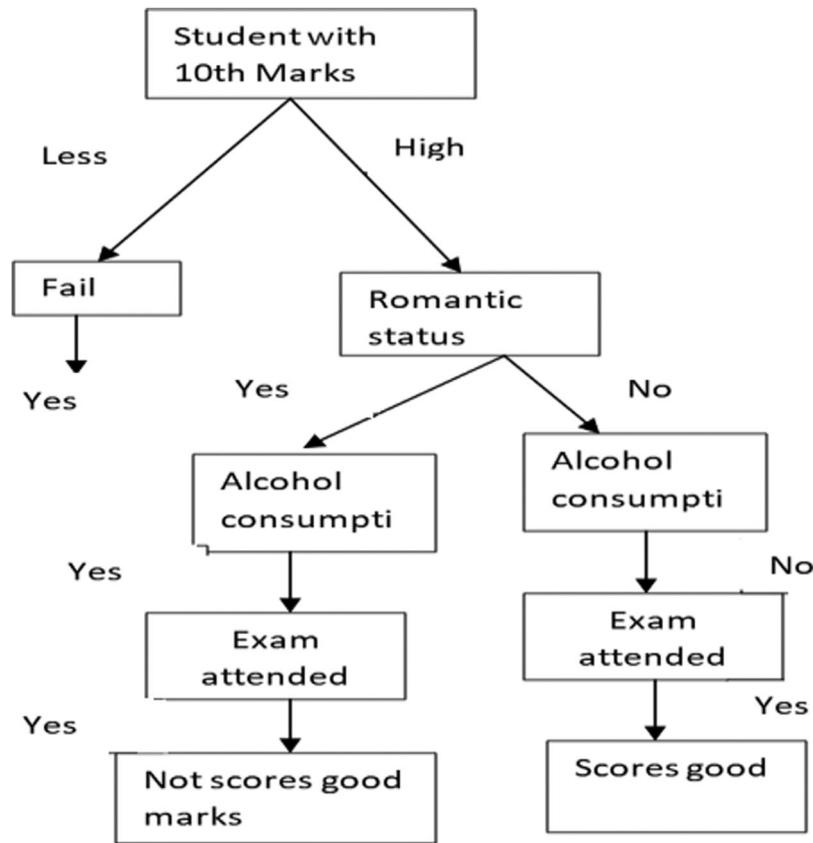 Student with
10th Marks
Less
High
Fail
Romantic
status
Yes
Yes
No
Alcohol
consumpti
Alcohol
consumpti
Yes
No
Exam
attended
Exam
attended
Yes
Yes
Not scores good
marks
Scores good